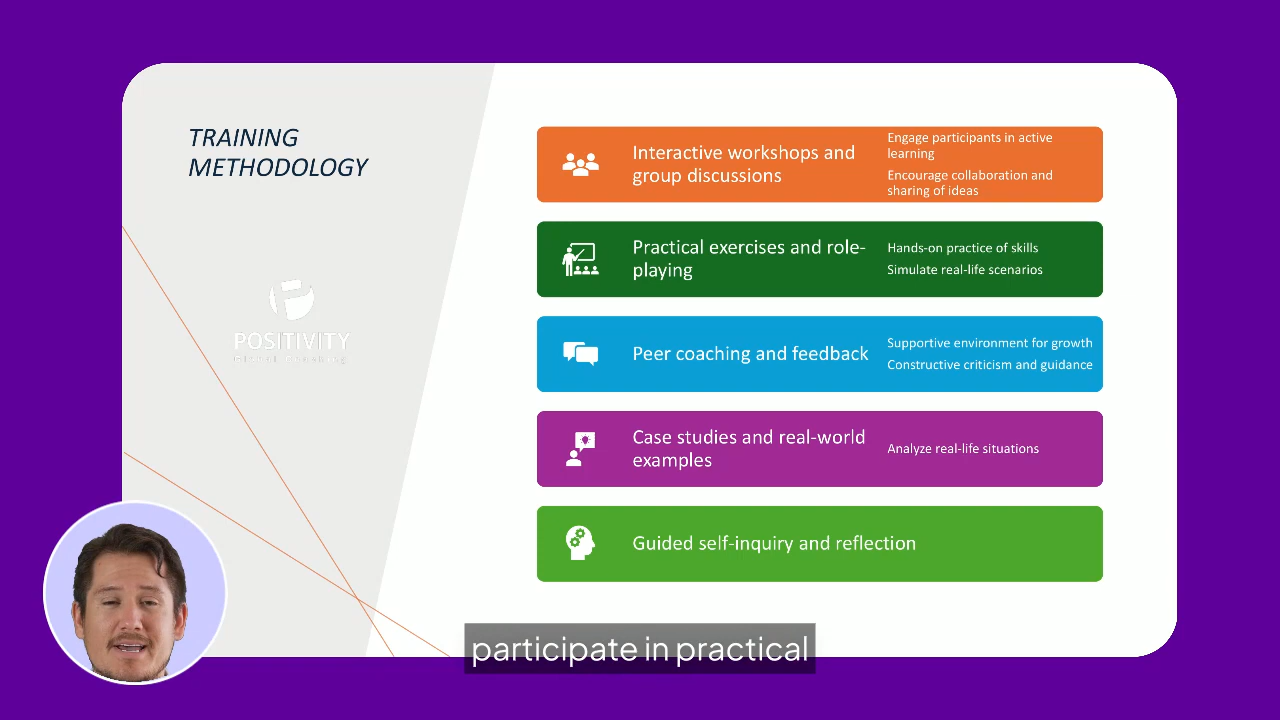 TRAINING
METHODOLOGY
POSITIVITY
Interactive workshops and
group discussions
Engage participants in active
learning
Encourage collaboration and
sharing of ideas
Practical exercises and role-
playing
Hands-on practice of skills
Simulate real-life scenarios
Peer coaching and feedback
Supportive environment for growth
Constructive criticism and guidance
Case studies and real-world
examples
Analyze real-life situations
Guided self-inquiry and reflection
participate in practical